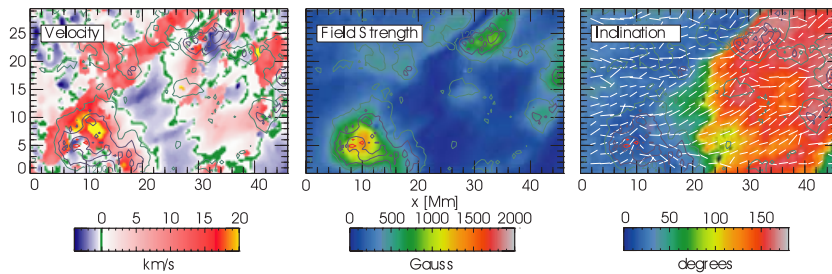 Velocity
Field Strength
Inclination
25
20
15
10
5
0
0 10 20 30 40
0 10 20 30 40
0 10 20 30 40
x [Mm]
0 5 10 15 20
0 500 1000 1500 2000
0 50 100 150
km/s
Gauss
degrees